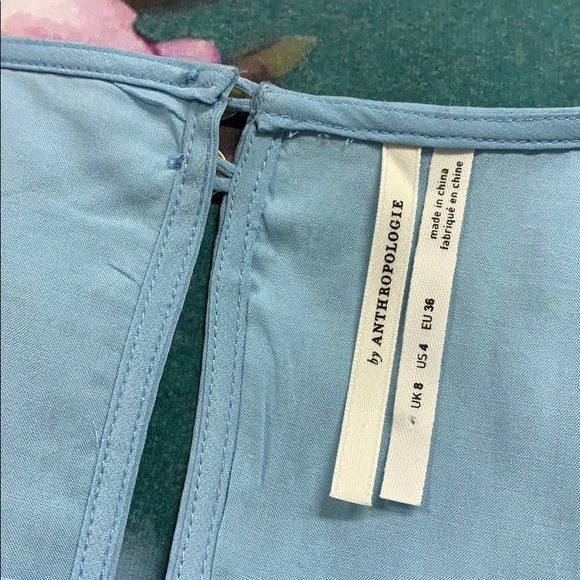 by ANTHROPOLOGIE
made in china
fabriqué en chine
UK 8 US 4 EU 36